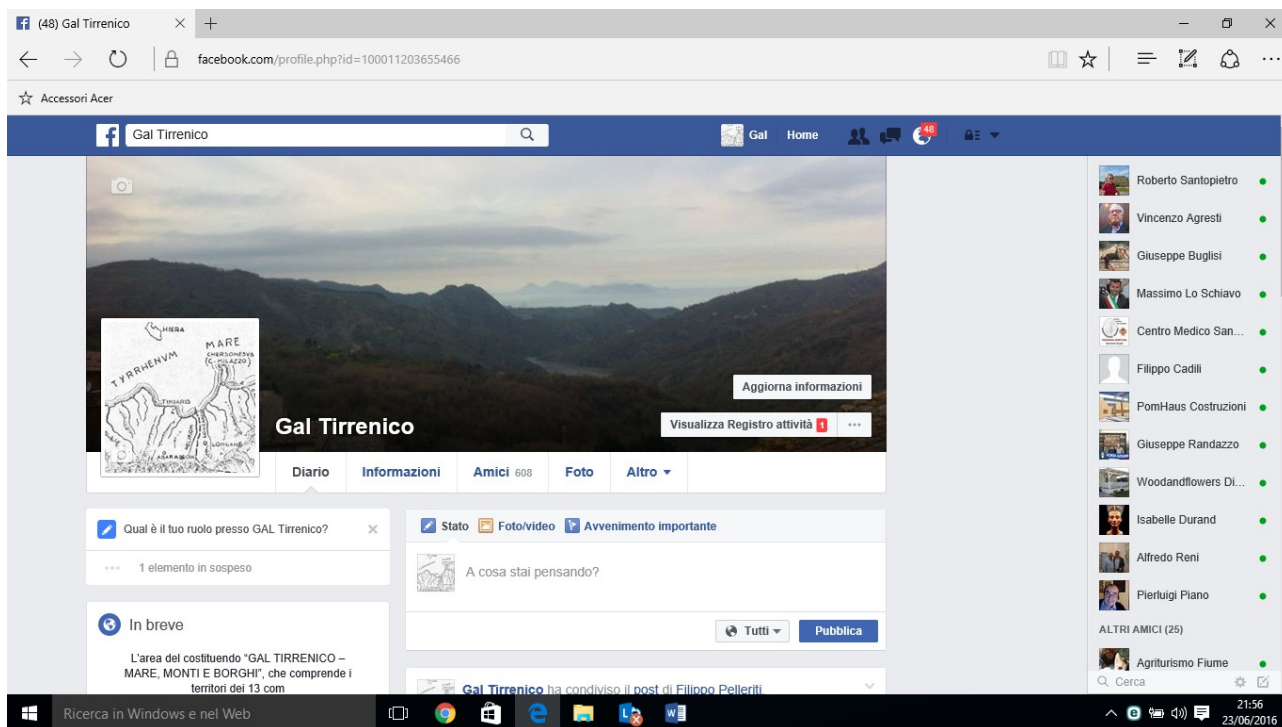 (48) Gal Tirrenico
facebook.com/profile.php?id=100011203655466
Accessori Acer
Gal Tirrenico
Gal Home 48
HIERA
MARE
TYRRHENVM
CHERSONESVS
(C. MILAZZO)
TINDARIS
LONGANE
Aggiorna informazioni
Gal Tirrenico
Visualizza Registro attività 1
Diario Informazioni Amici 608 Foto Altro
Qual è il tuo ruolo presso GAL Tirrenico?
1 elemento in sospeso
In breve
L'area del costituendo “GAL TIRRENICO –
MARE, MONTI E BORGHI”, che comprende i
territori dei 13 com
Stato Foto/video Avvenimento importante
A cosa stai pensando?
Tutti Pubblica
Gal Tirrenico ha condiviso il post di Filippo Pelleriti.
Roberto Santopietro
Vincenzo Agresti
Giuseppe Buglisi
Massimo Lo Schiavo
Centro Medico San...
Filippo Cadili
PomHaus Costruzioni
Giuseppe Randazzo
Woodandflowers Di...
Isabelle Durand
Alfredo Reni
Pierluigi Piano
ALTRI AMICI (25)
Agriturismo Fiume
Cerca
Ricerca in Windows e nel Web
21:56
23/06/2016